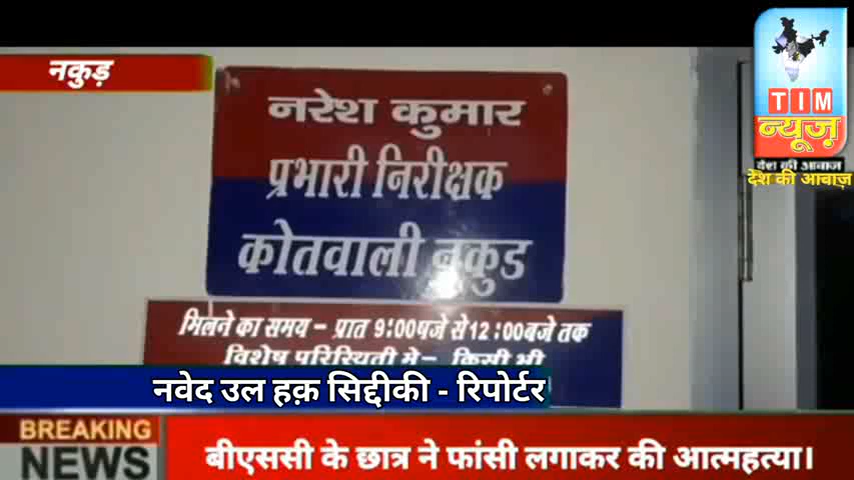 नकुड़
TIM
न्यूज़
देश की आवाज
देश की आवाज़
नरेश कुमार
प्रभारी निरीक्षक
कोतवाली नकुड
मिलने का समय - प्रात 9:00बजे से 12:00बजे तक
विशेष परिस्थिती मे- किसी भी
नवेद उल हक़ सिद्दीकी - रिपोर्टर
BREAKING
NEWS
बीएससी के छात्र ने फांसी लगाकर की आत्महत्या।